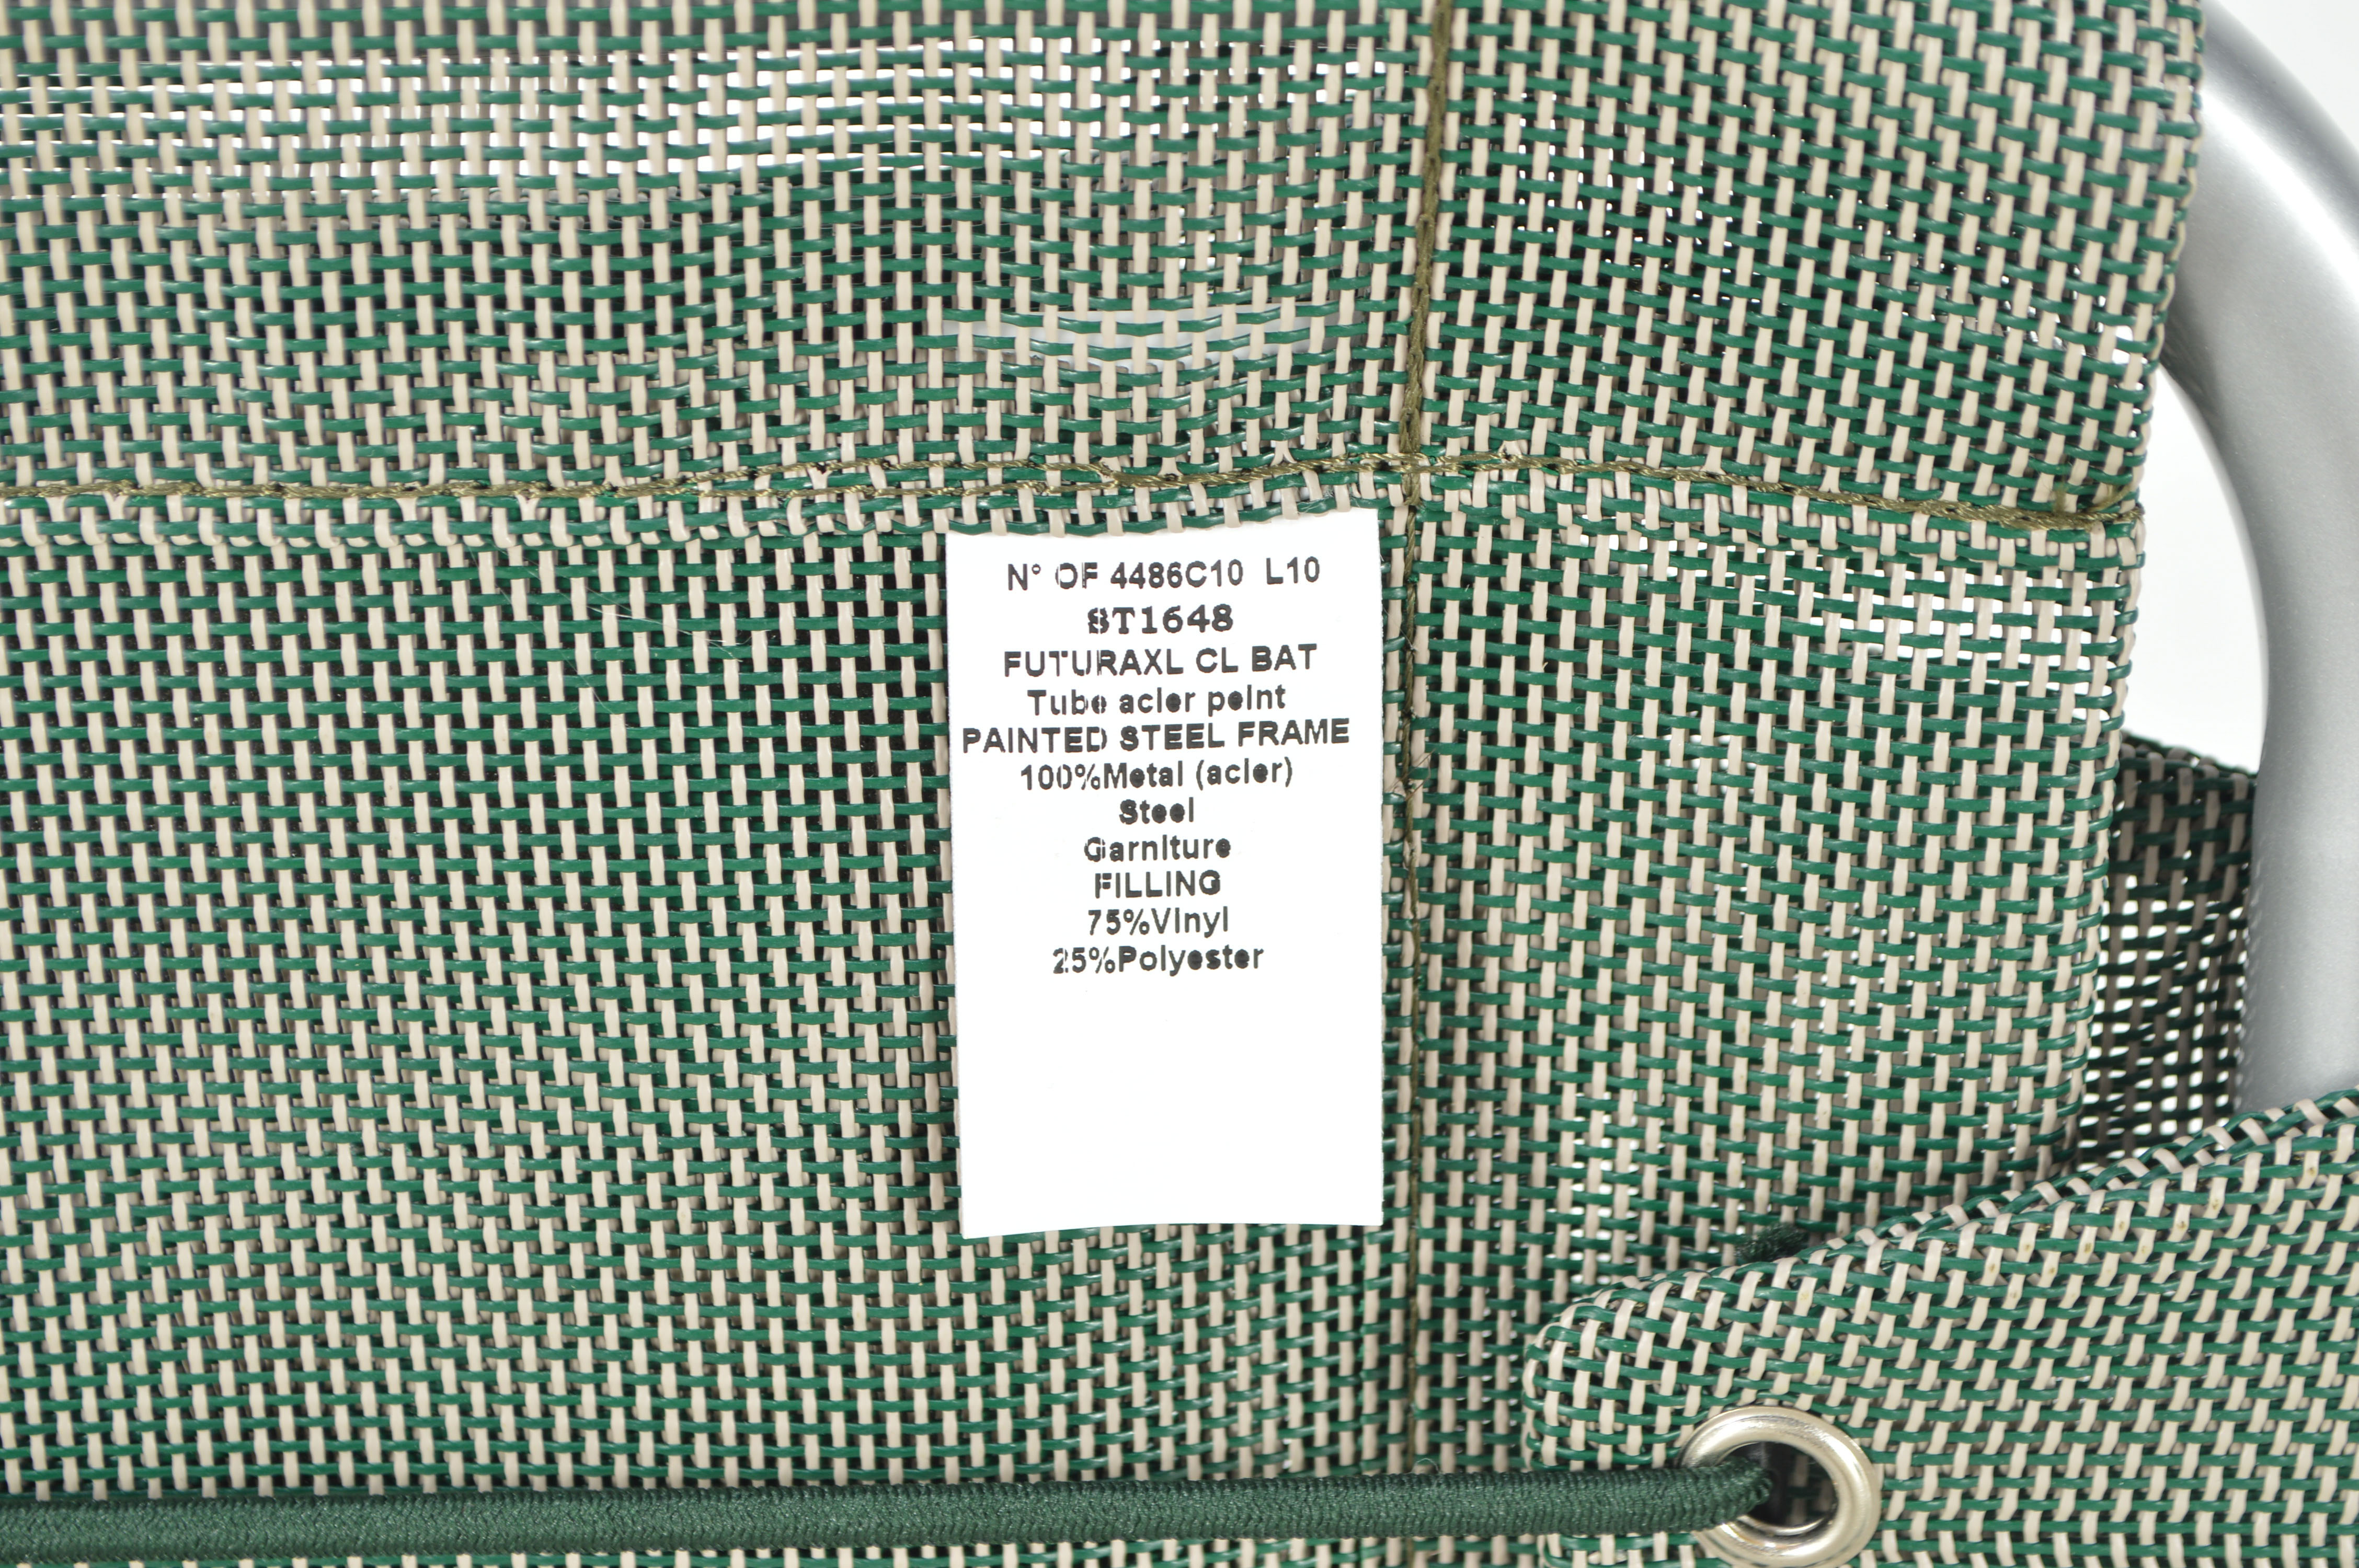 N° OF 4486C10 L10
ST1648
FUTURAXL CL BAT
Tube acier peint
PAINTED STEEL FRAME
100%Metal (acier)
Steel
Garniture
FILLING
75%Vinyl
25%Polyester